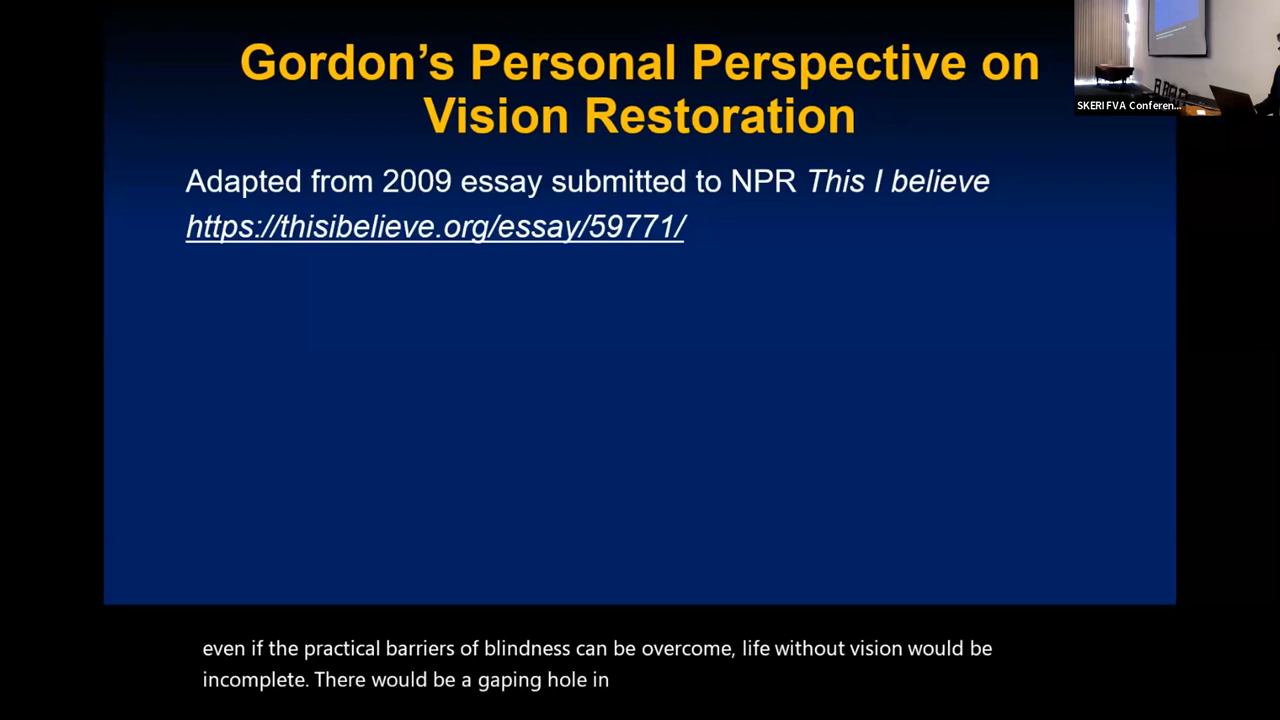 Gordon’s Personal Perspective on
Vision Restoration
Adapted from 2009 essay submitted to NPR This I believe
https://thisibelieve.org/essay/59771/
SKERI FVA Conferen...
even if the practical barriers of blindness can be overcome, life without vision would be
incomplete. There would be a gaping hole in